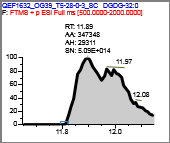 QEF1632_OG39_T5-28-0-3_SC DGDG-32:0
F: FTMS + p ESI Full ms [500.0000-2000.0000]
RT: 11.89
AA: 347348
AH: 29311
SN: 5.09E+014
100
80
60
40
20
0
11.97
12.08
11.8
12.0